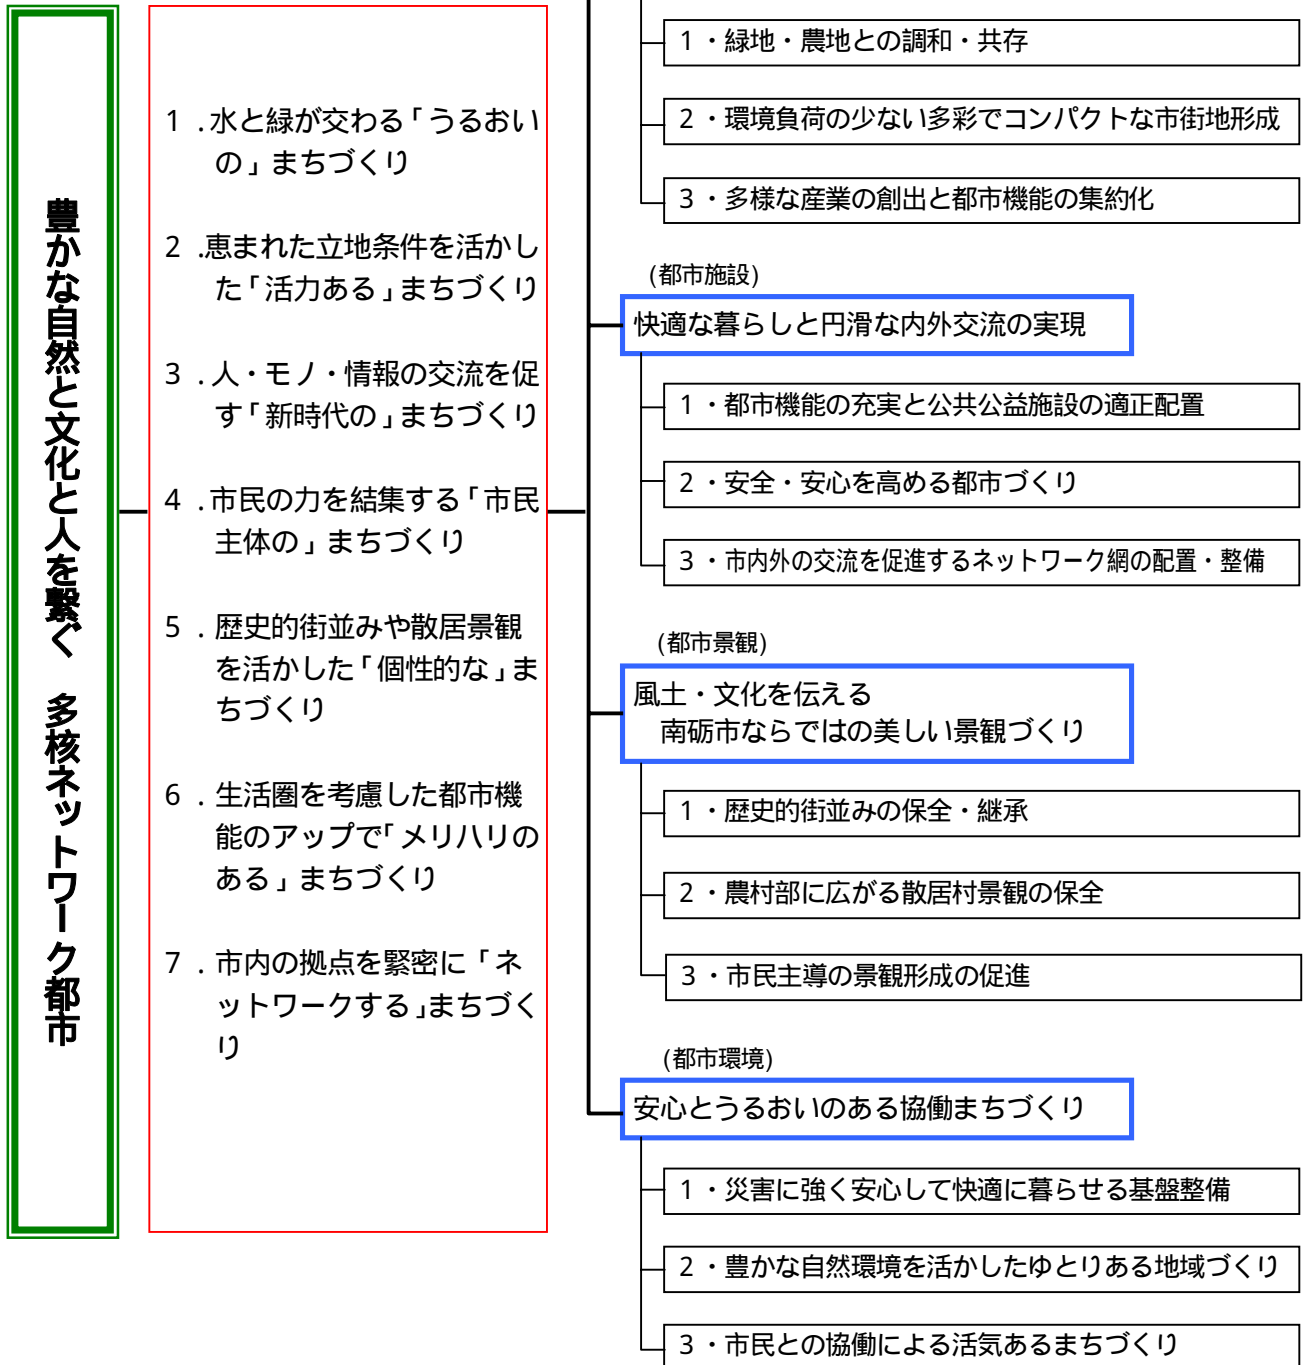 豊かな自然と文化と人を繋ぐ　多核ネットワーク都市
1．水と緑が交わる「うるおい
の」まちづくり
2．恵まれた立地条件を活かし
た「活力ある」まちづくり
3．人・モノ・情報の交流を促
す「新時代の」まちづくり
4．市民の力を結集する「市民
主体の」まちづくり
5．歴史的街並みや散居景観
を活かした「個性的な」ま
ちづくり
6．生活圏を考慮した都市機
能のアップで「メリハリの
ある」まちづくり
7．市内の拠点を緊密に「ネ
ットワークする」まちづく
り
1・緑地・農地との調和・共存
2・環境負荷の少ない多彩でコンパクトな市街地形成
3・多様な産業の創出と都市機能の集約化
(都市施設)
快適な暮らしと円滑な内外交流の実現
1・都市機能の充実と公共公益施設の適正配置
2・安全・安心を高める都市づくり
3・市内外の交流を促進するネットワーク網の配置・整備
(都市景観)
風土・文化を伝える
南砺市ならではの美しい景観づくり
1・歴史的街並みの保全・継承
2・農村部に広がる散居村景観の保全
3・市民主導の景観形成の促進
(都市環境)
安心とうるおいのある協働まちづくり
1・災害に強く安心して快適に暮らせる基盤整備
2・豊かな自然環境を活かしたゆとりある地域づくり
3・市民との協働による活気あるまちづくり